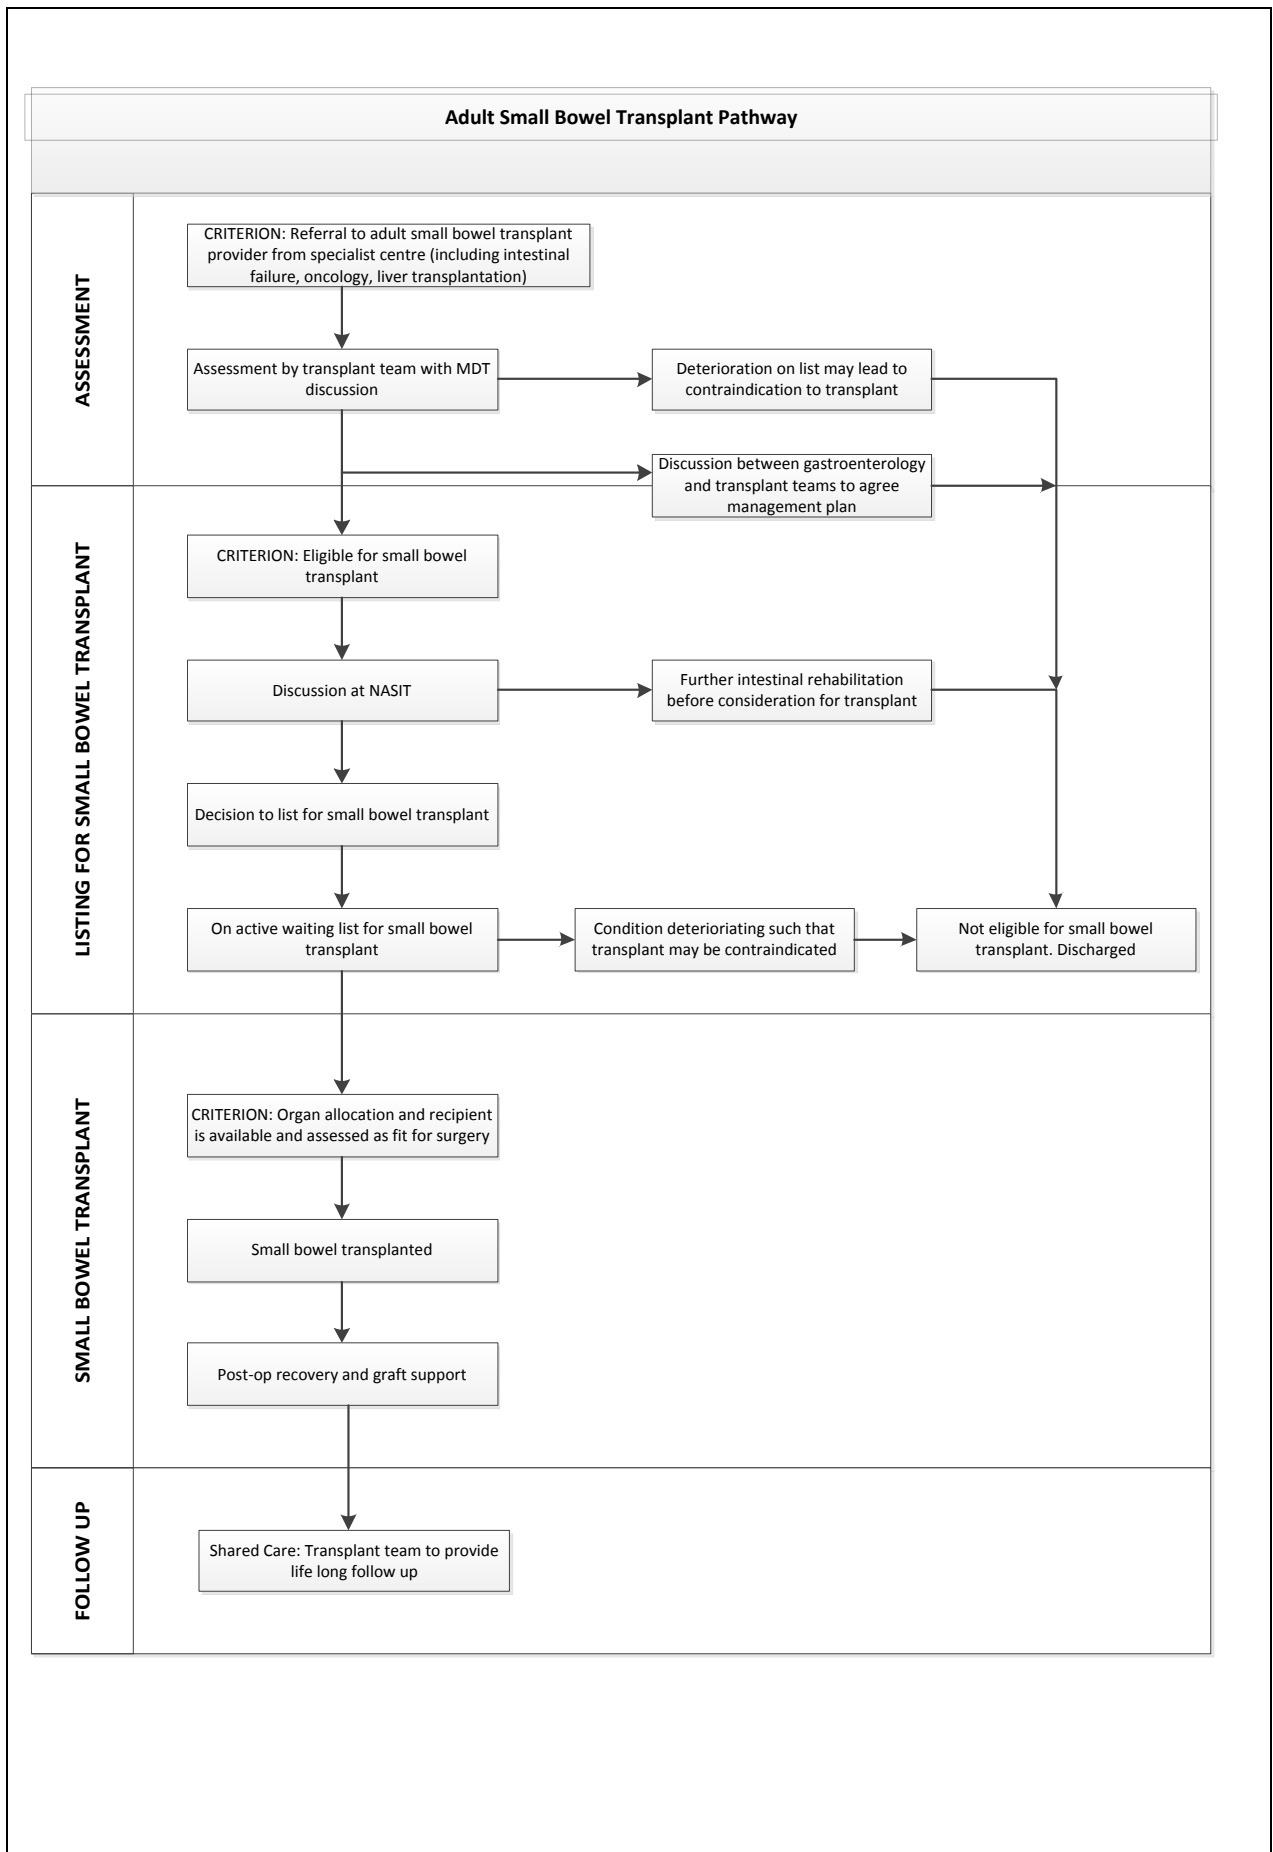 Adult Small Bowel Transplant Pathway
ASSESSMENT
CRITERION: Referral to adult small bowel transplant
provider from specialist centre (including intestinal
failure, oncology, liver transplantation)
Assessment by transplant team with MDT
discussion
Deterioration on list may lead to
contraindication to transplant
Discussion between gastroenterology
and transplant teams to agree
management plan
LISTING FOR SMALL BOWEL TRANSPLANT
CRITERION: Eligible for small bowel
transplant
Discussion at NASIT
Further intestinal rehabilitation
before consideration for transplant
Decision to list for small bowel transplant
On active waiting list for small bowel
transplant
Condition deteriorating such that
transplant may be contraindicated
Not eligible for small bowel
transplant. Discharged
SMALL BOWEL TRANSPLANT
CRITERION: Organ allocation and recipient
is available and assessed as fit for surgery
Small bowel transplanted
Post-op recovery and graft support
FOLLOW UP
Shared Care: Transplant team to provide
life long follow up